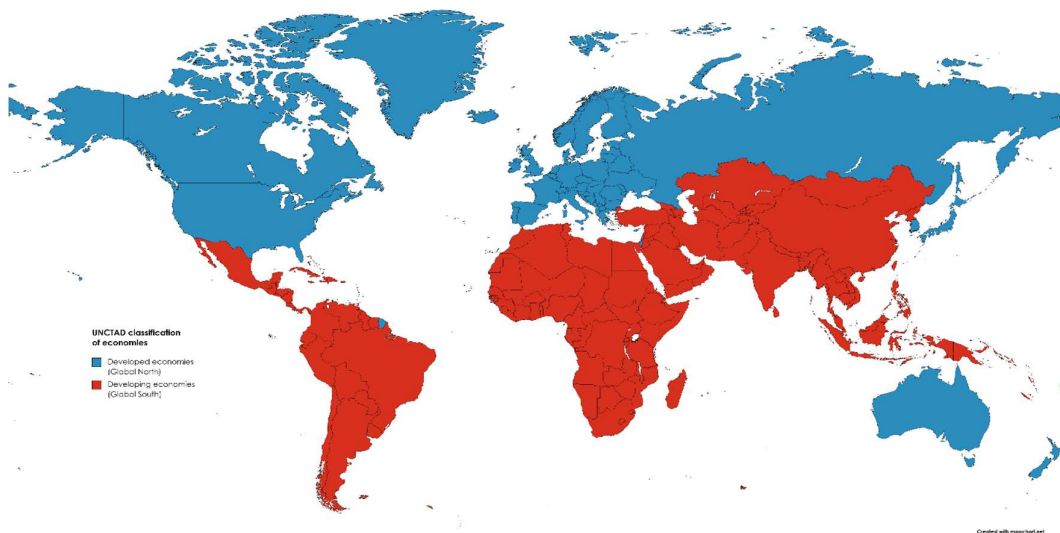 UNCTAD classification
of economies
Developed economies
(Global North)
Developing economies
(Global South)
Created with mapchart.net